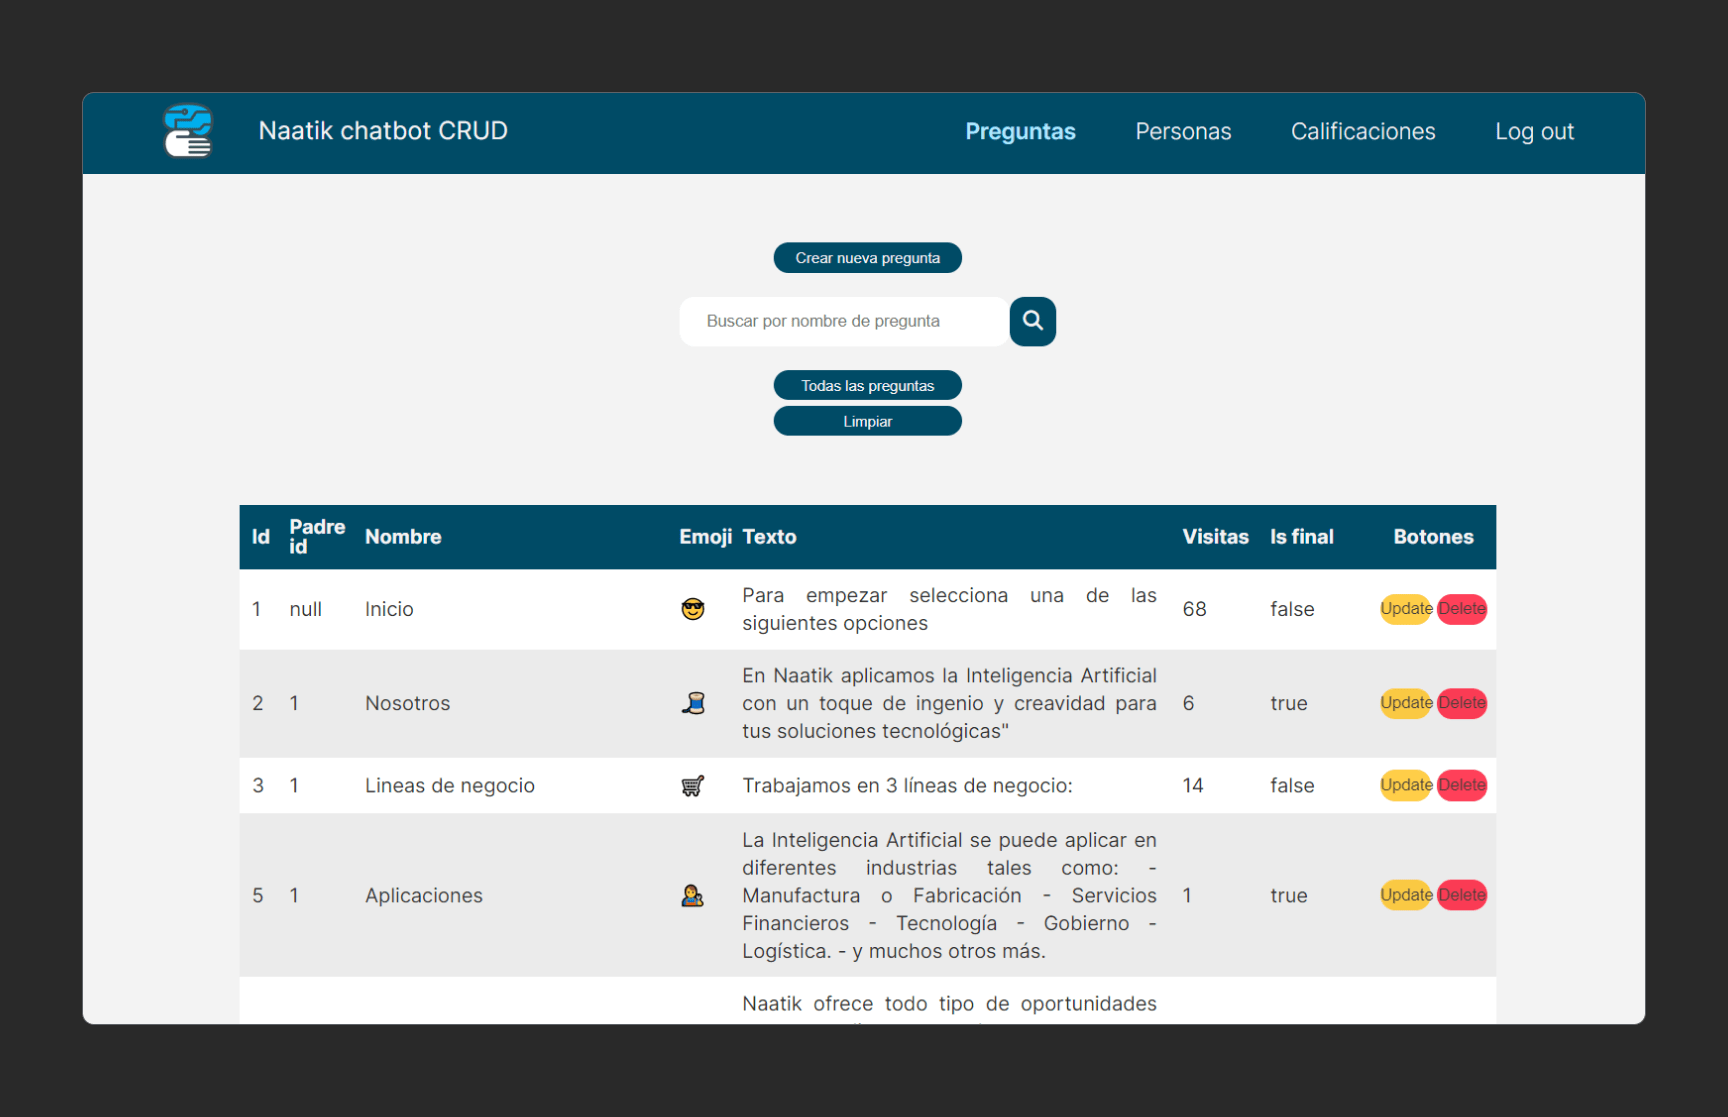 Naatik chatbot CRUD Preguntas Personas Calificaciones Log out
Crear nueva pregunta
Buscar por nombre de pregunta
Todas las preguntas
Limpiar
Id Padre id Nombre Emoji Texto Visitas Is final Botones
1 null Inicio Para empezar selecciona una de las 68 false Update Delete
siguientes opciones
En Naatik aplicamos la Inteligencia Artificial
2 1 Nosotros con un toque de ingenio y creavidad para 6 true Update Delete
tus soluciones tecnológicas"
3 1 Lineas de negocio Trabajamos en 3 líneas de negocio: 14 false Update Delete
La Inteligencia Artificial se puede aplicar en
diferentes industrias tales como: -
5 1 Aplicaciones Manufactura o Fabricación - Servicios 1 true Update Delete
Financieros - Tecnología - Gobierno -
Logística. - y muchos otros más.
Naatik ofrece todo tipo de oportunidades